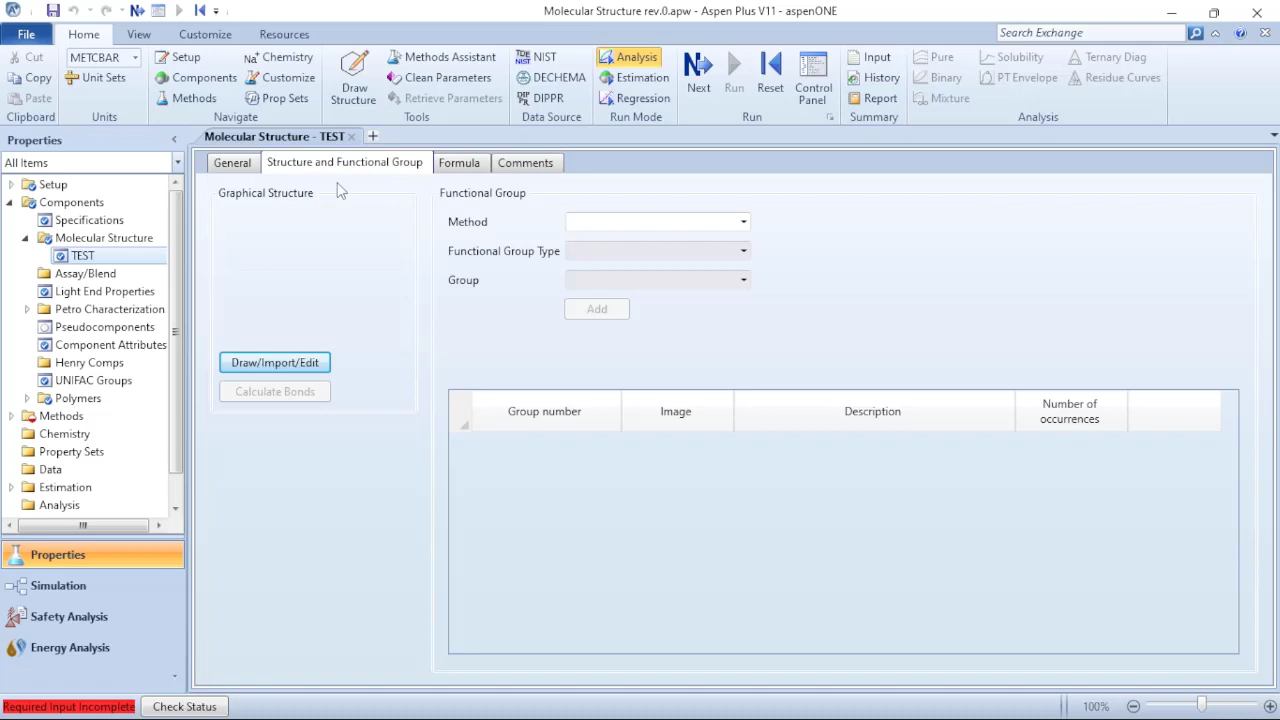 Molecular Structure rev.0.apw - Aspen Plus V11 - aspenONE
File Home View Customize Resources Search Exchange
Cut METCBAR Setup Chemistry Methods Assistant NIST Analysis Input Pure Solubility Ternary Diag
Copy Unit Sets Components Customize Clean Parameters DECHEMA Estimation History Binary PT Envelope Residue Curves
Paste Methods Prop Sets Draw Structure Retrieve Parameters DIPPR Regression Next Run Reset Control Panel Report Mixture
Clipboard Units Navigate Tools Data Source Run Mode Run Summary Analysis
Properties
All Items
Setup
Components
Specifications
Molecular Structure
TEST
Assay/Blend
Light End Properties
Petro Characterization
Pseudocomponents
Component Attributes
Henry Comps
UNIFAC Groups
Polymers
Methods
Chemistry
Property Sets
Data
Estimation
Analysis
Properties
Simulation
Safety Analysis
Energy Analysis
Molecular Structure - TEST
General Structure and Functional Group Formula Comments
Graphical Structure
Draw/Import/Edit
Calculate Bonds
Functional Group
Method
Functional Group Type
Group
Add
Group number Image Description Number of occurrences
Required Input Incomplete Check Status 100%